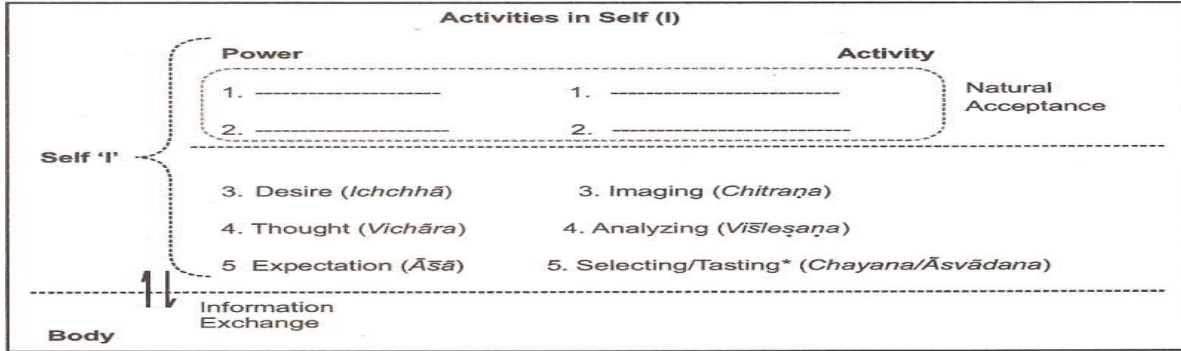 Activities in Self (I)
Power Activity
1. ---------------------- 1. ----------------------------
2. ----------------------- 2. -----------------------------
Natural
Acceptance
Self ‘I’
3. Desire (Ichchhā) 3. Imaging (Chitraṇa)
4. Thought (Vichāra) 4. Analyzing (Viśleṣaṇa)
5 Expectation (Āśā) 5. Selecting/Tasting* (Chayana/Āsvādana)
Information
Exchange
Body